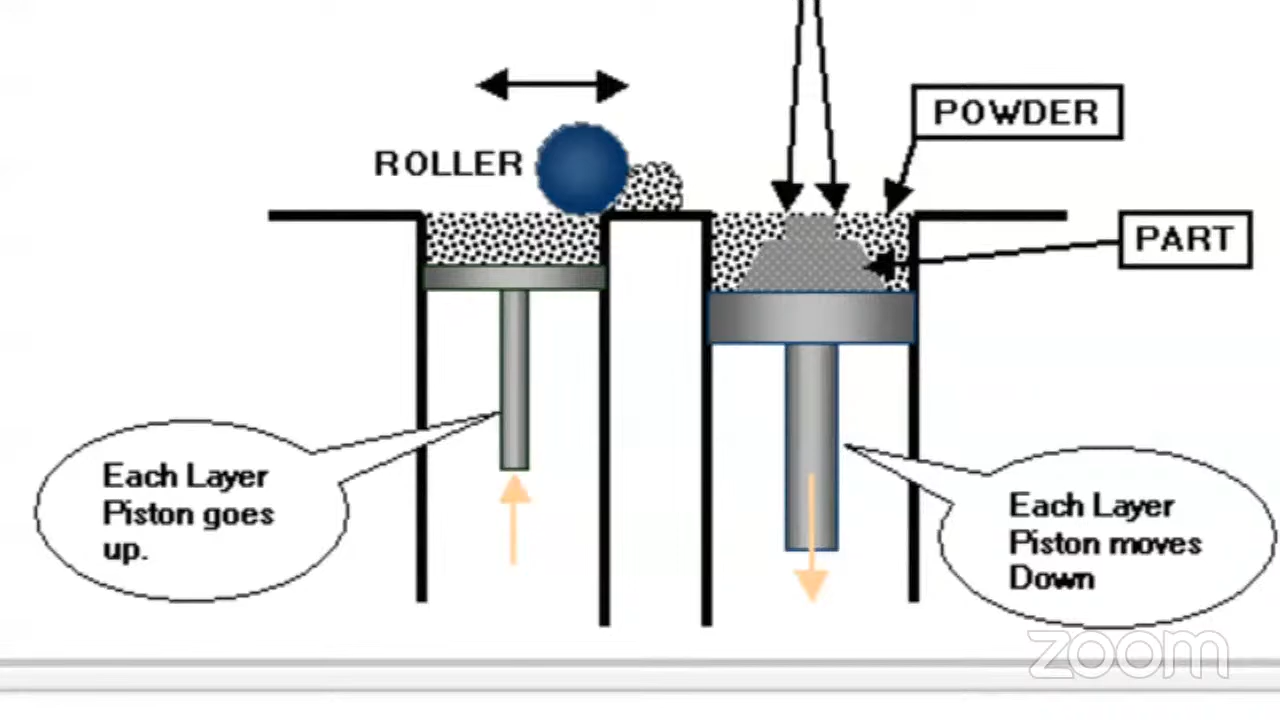 POWDER
ROLLER
PART
Each Layer
Piston goes
up.
Each Layer
Piston moves
Down
zoom